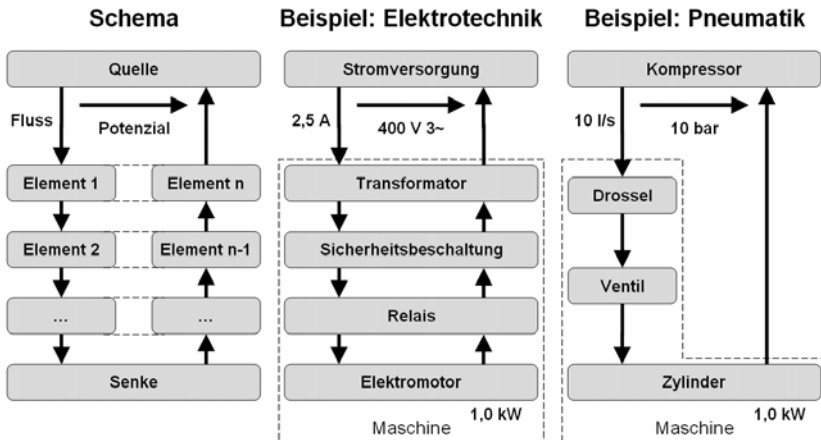 Schema
Quelle
Fluss
Potenzial
Element 1
Element n
Element 2
Element n-1
...
...
Senke
Beispiel: Elektrotechnik
Stromversorgung
2,5 A
400 V 3~
Transformator
Sicherheitsbeschaltung
Relais
Elektromotor
1,0 kW
Maschine
Beispiel: Pneumatik
Kompressor
10 l/s
10 bar
Drossel
Ventil
Zylinder
1,0 kW
Maschine